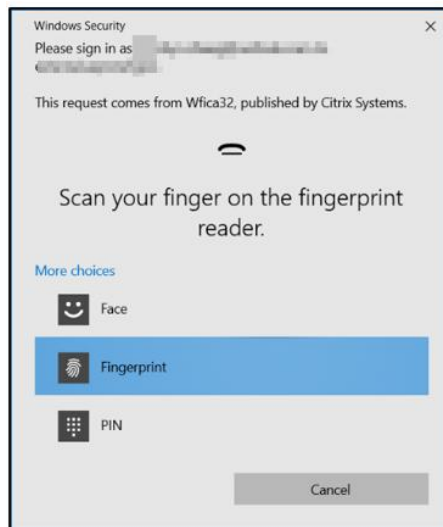 Windows Security
Please sign in as
This request comes from Wfica32, published by Citrix Systems.
Scan your finger on the fingerprint
reader.
More choices
Face
Fingerprint
PIN
Cancel